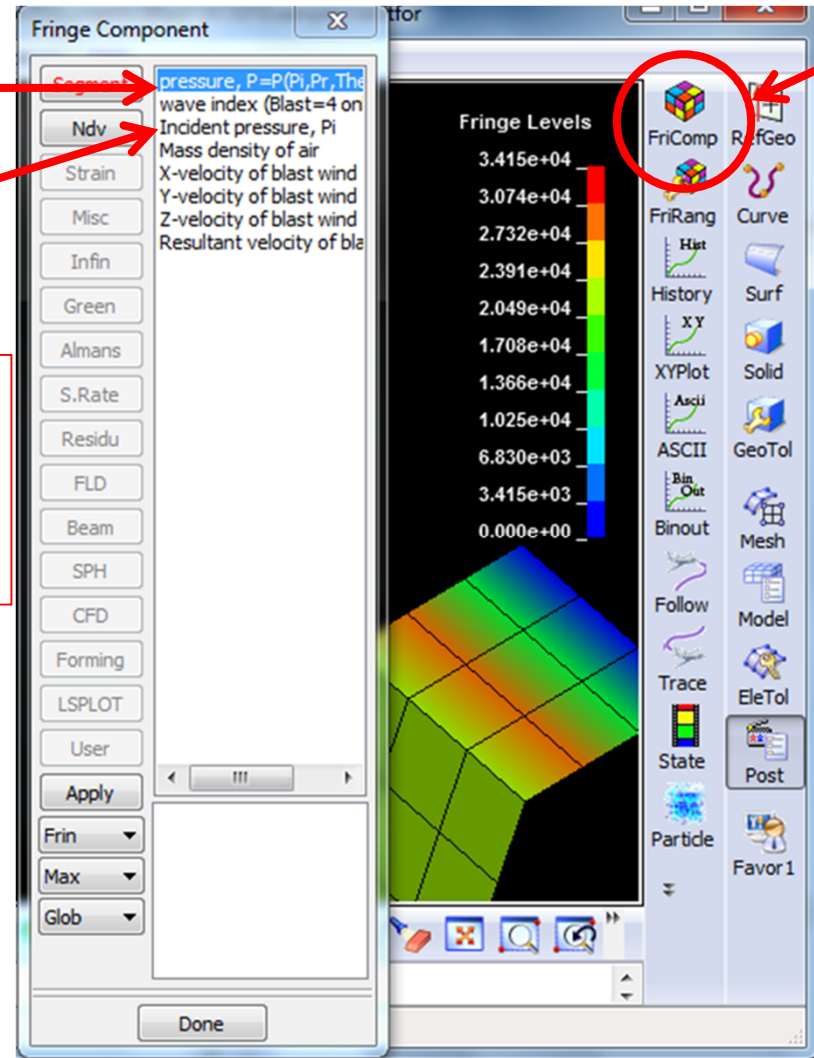 tfor
Fringe Component
Segment
Ndv
Strain
Misc
Infin
Green
Almans
S.Rate
Residu
FLD
Beam
SPH
CFD
Forming
LSPLOT
User
Apply
Frin
Max
Glob
pressure, P=P(Pi,Pr,The
wave index (Blast=4 on
Incident pressure, Pi
Mass density of air
X-velocity of blast wind
Y-velocity of blast wind
Z-velocity of blast wind
Resultant velocity of bla
Done
Fringe Levels
3.415e+04
3.074e+04
2.732e+04
2.391e+04
2.049e+04
1.708e+04
1.366e+04
1.025e+04
6.830e+03
3.415e+03
0.000e+00
FriComp
RefGeo
FriRang
Curve
Hist
History
Surf
X Y
XYPlot
Solid
Ascii
ASCII
GeoTol
Bin
Out
Binout
Mesh
Follow
Model
Trace
EleTol
State
Post
Particle
Favor1